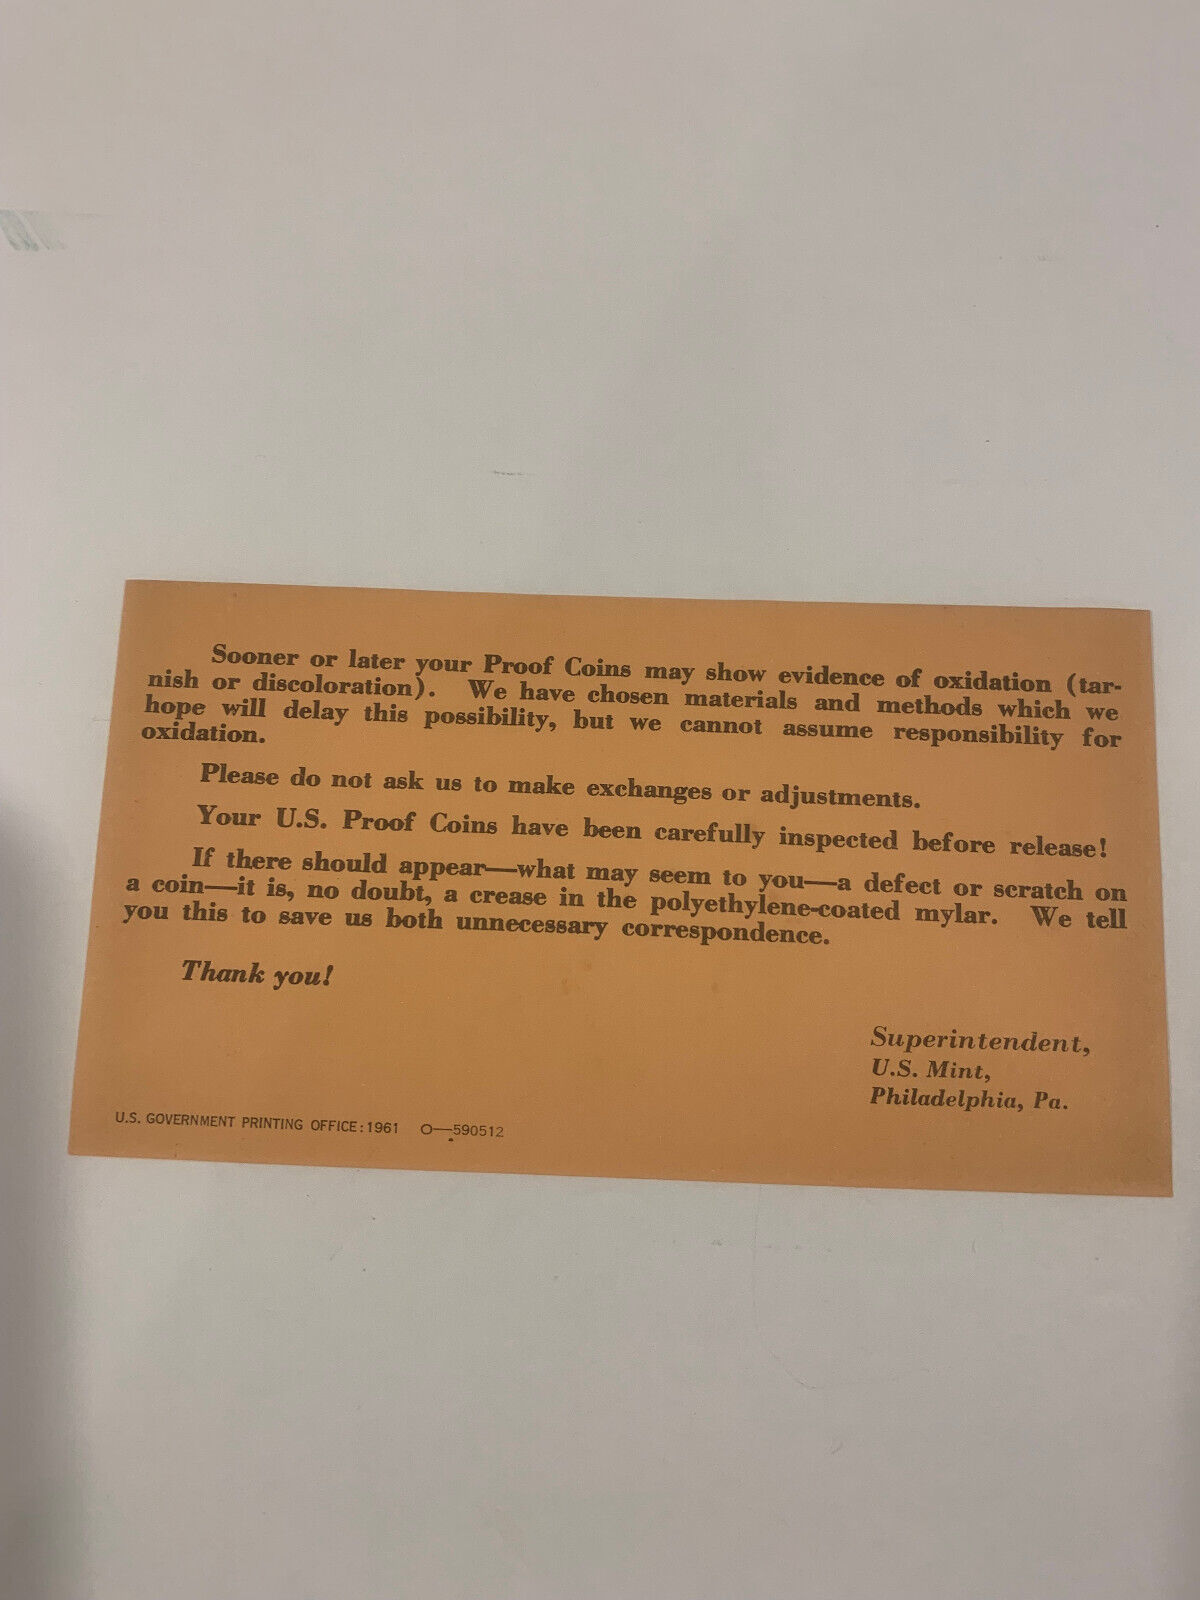 Sooner or later your Proof Coins may show evidence of oxidation (tar-
nish or discoloration). We have chosen materials and methods which we
hope will delay this possibility, but we cannot assume responsibility for
oxidation.
Please do not ask us to make exchanges or adjustments.
Your U.S. Proof Coins have been carefully inspected before release!
If there should appear—what may seem to you—a defect or scratch on
a coin—it is, no doubt, a crease in the polyethylene-coated mylar. We tell
you this to save us both unnecessary correspondence.
Thank you!
Superintendent,
U.S. Mint,
Philadelphia, Pa.
U.S. GOVERNMENT PRINTING OFFICE: 1961 O—590512